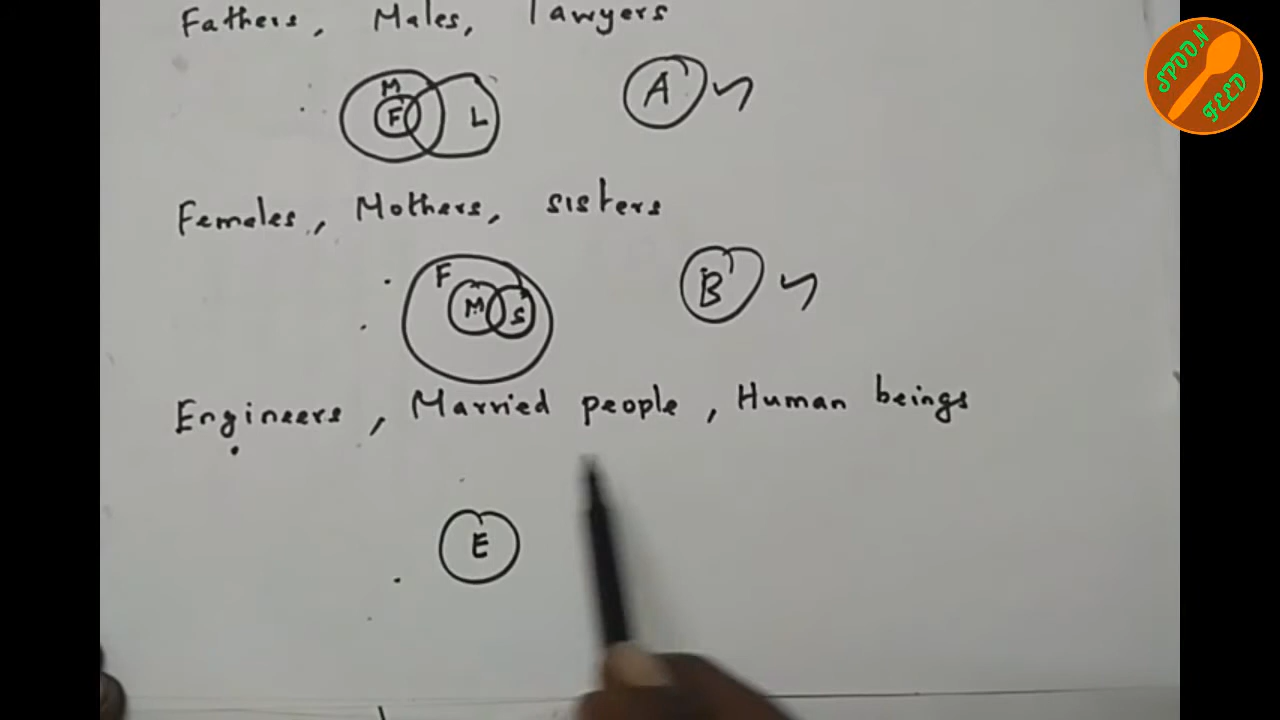 Fathers, Males, lawyers
M F L A
Females, Mothers, sisters
F M S B
Engineers, Married people, Human beings
E
SPOON
FEED